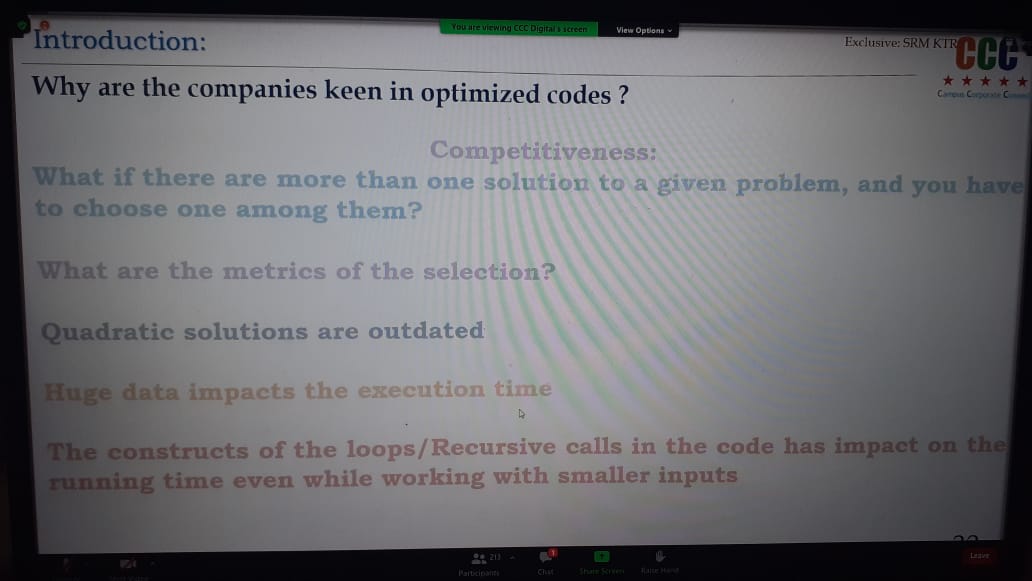 You are viewing CCC Digital's screen
View Options
Introduction:
Exclusive: SRM KTR
CCC
Why are the companies keen in optimized codes ?
Campus Corporate
Competitiveness:
What if there are more than one solution to a given problem, and you have
to choose one among them?
What are the metrics of the selection?
Quadratic solutions are outdated
Huge data impacts the execution time
The constructs of the loops/Recursive calls in the code has impact on the
running time even while working with smaller inputs
213
1
Participants
Chat
Share Screen
Raise Hand
Leave